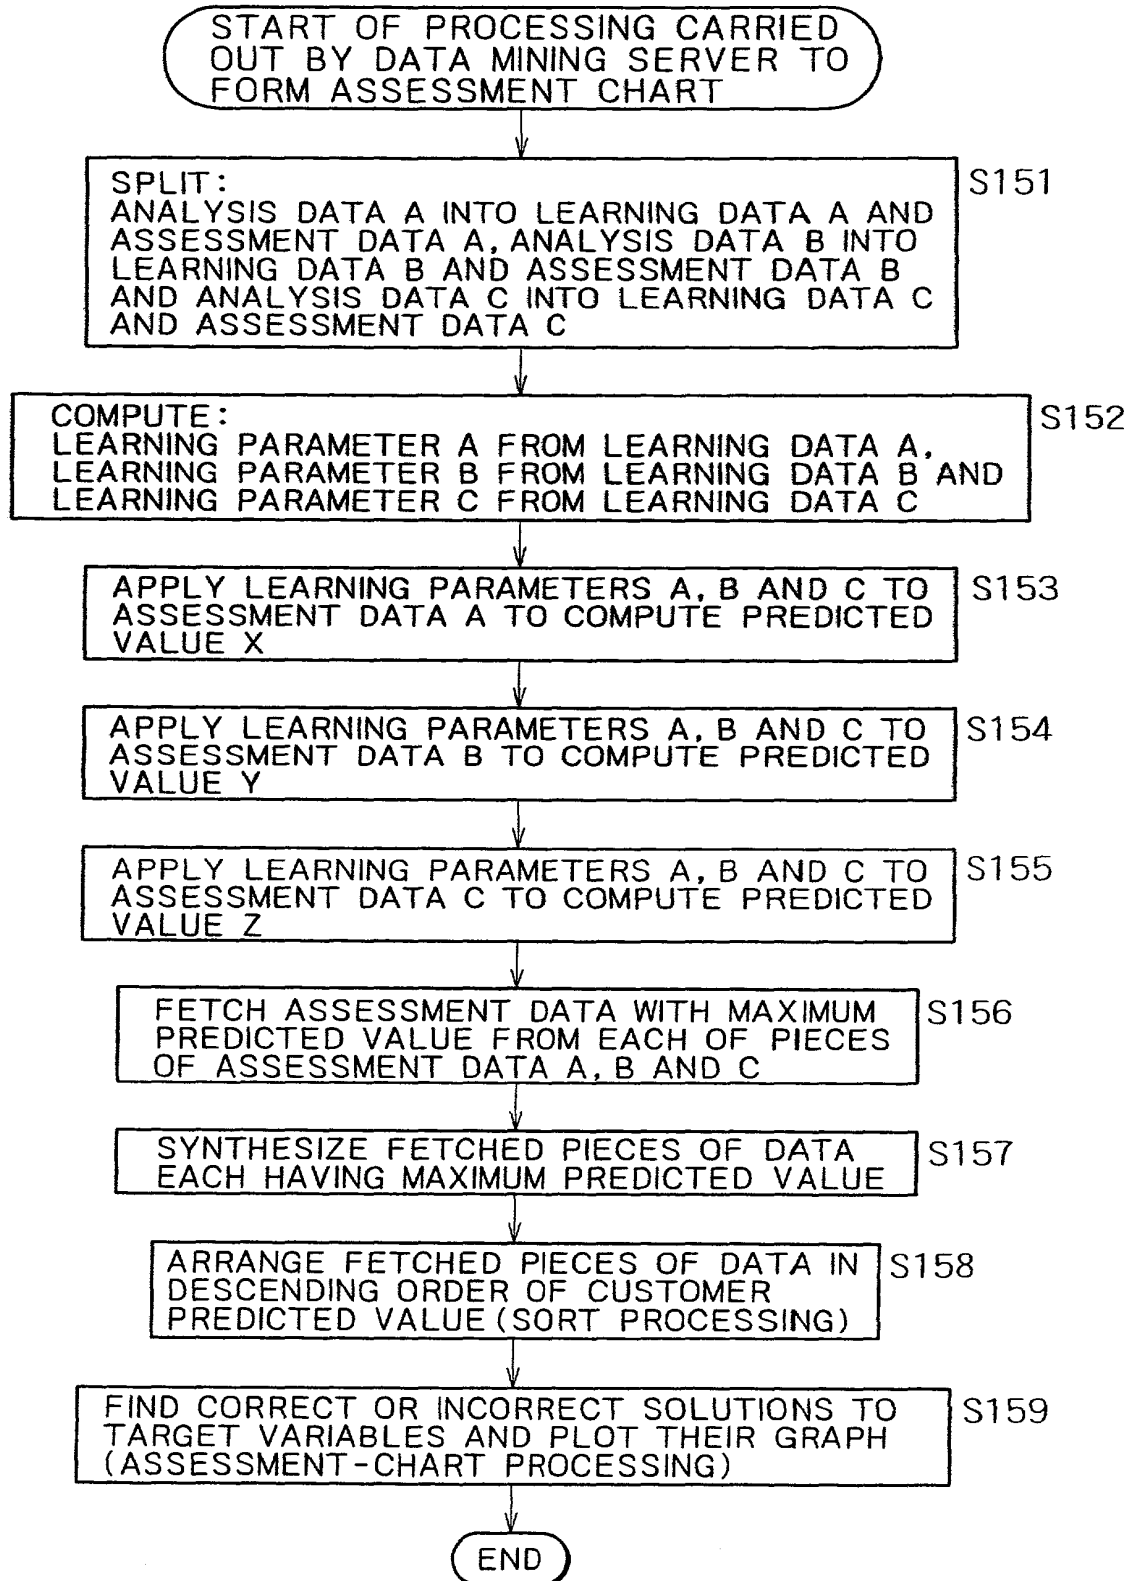 START OF PROCESSING CARRIED
OUT BY DATA MINING SERVER TO
FORM ASSESSMENT CHART
SPLIT:
ANALYSIS DATA A INTO LEARNING DATA A AND
ASSESSMENT DATA A, ANALYSIS DATA B INTO
LEARNING DATA B AND ASSESSMENT DATA B
AND ANALYSIS DATA C INTO LEARNING DATA C
AND ASSESSMENT DATA C
S151
COMPUTE:
LEARNING PARAMETER A FROM LEARNING DATA A,
LEARNING PARAMETER B FROM LEARNING DATA B AND
LEARNING PARAMETER C FROM LEARNING DATA C
S152
APPLY LEARNING PARAMETERS A, B AND C TO
ASSESSMENT DATA A TO COMPUTE PREDICTED
VALUE X
S153
APPLY LEARNING PARAMETERS A, B AND C TO
ASSESSMENT DATA B TO COMPUTE PREDICTED
VALUE Y
S154
APPLY LEARNING PARAMETERS A, B AND C TO
ASSESSMENT DATA C TO COMPUTE PREDICTED
VALUE Z
S155
FETCH ASSESSMENT DATA WITH MAXIMUM
PREDICTED VALUE FROM EACH OF PIECES
OF ASSESSMENT DATA A, B AND C
S156
SYNTHESIZE FETCHED PIECES OF DATA
EACH HAVING MAXIMUM PREDICTED VALUE
S157
ARRANGE FETCHED PIECES OF DATA IN
DESCENDING ORDER OF CUSTOMER
PREDICTED VALUE (SORT PROCESSING)
S158
FIND CORRECT OR INCORRECT SOLUTIONS TO
TARGET VARIABLES AND PLOT THEIR GRAPH
(ASSESSMENT-CHART PROCESSING)
S159
END